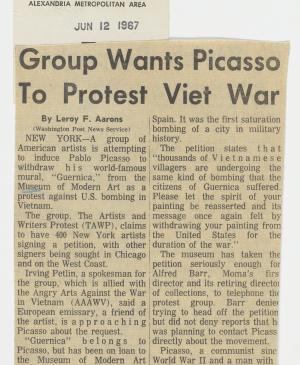 ALEXANDRIA METROPOLITAN AREA
JUN 12 1967
Group Wants Picasso
To Protest Viet War
By Leroy F. Aarons
(Washington Post News Service)
NEW YORK—A group of
American artists is attempting
to induce Pablo Picasso to
withdraw his world-famous
mural, "Guernica," from the
Museum of Modern Art as a
protest against U.S. bombing in
Vietnam.
The group, The Artists and
Writers Protest (TAWP), claims
to have 400 New York artists
signing a petition, with other
signers being sought in Chicago
and on the West Coast.
Irving Petlin, a spokesman for
the group, which is allied with
the Angry Arts Against the War
in Vietnam (AAAWV), said a
European emissary, a friend of
the artist, is approaching
Picasso about the request.
"Guernica" belongs to
Picasso, but has been on loan to
the Museum of Modern Art
Spain. It was the first saturation
bombing of a city in military
history.
The petition states that
"thousands of Vietnamese
villagers are undergoing the
same kind of bombing that the
citizens of Guernica suffered.
Please let the spirit of your
painting be reasserted and its
message once again felt by
withdrawing your painting from
the United States for the
duration of the war."
The museum has taken the
petition seriously enough for
Alfred Barr, Moma's firs
director and its retiring director
of collections, to telephone the
protest group. Barr denie
trying to head off the petition
but did not deny reports that he
was planning to contact Picass
directly about the movement.
Picasso, a communist sinc
World War II and a man with